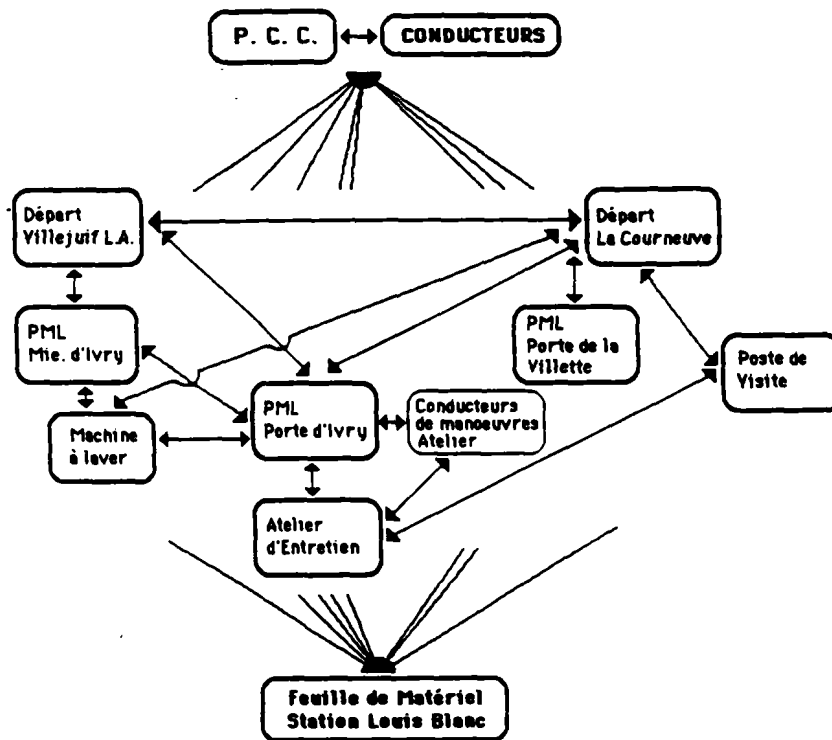 P. C. C.
CONDUCTEURS
Départ
Villejuif L.A.
Départ
La Courneuve
PML
Mie. d'Ivry
PML
Porte de la
Villette
Poste de
Visite
Machine
à laver
PML
Porte d'Ivry
Conducteurs
de manoeuvres
Atelier
Atelier
d'Entretien
Feuille de Matériel
Station Louis Blanc